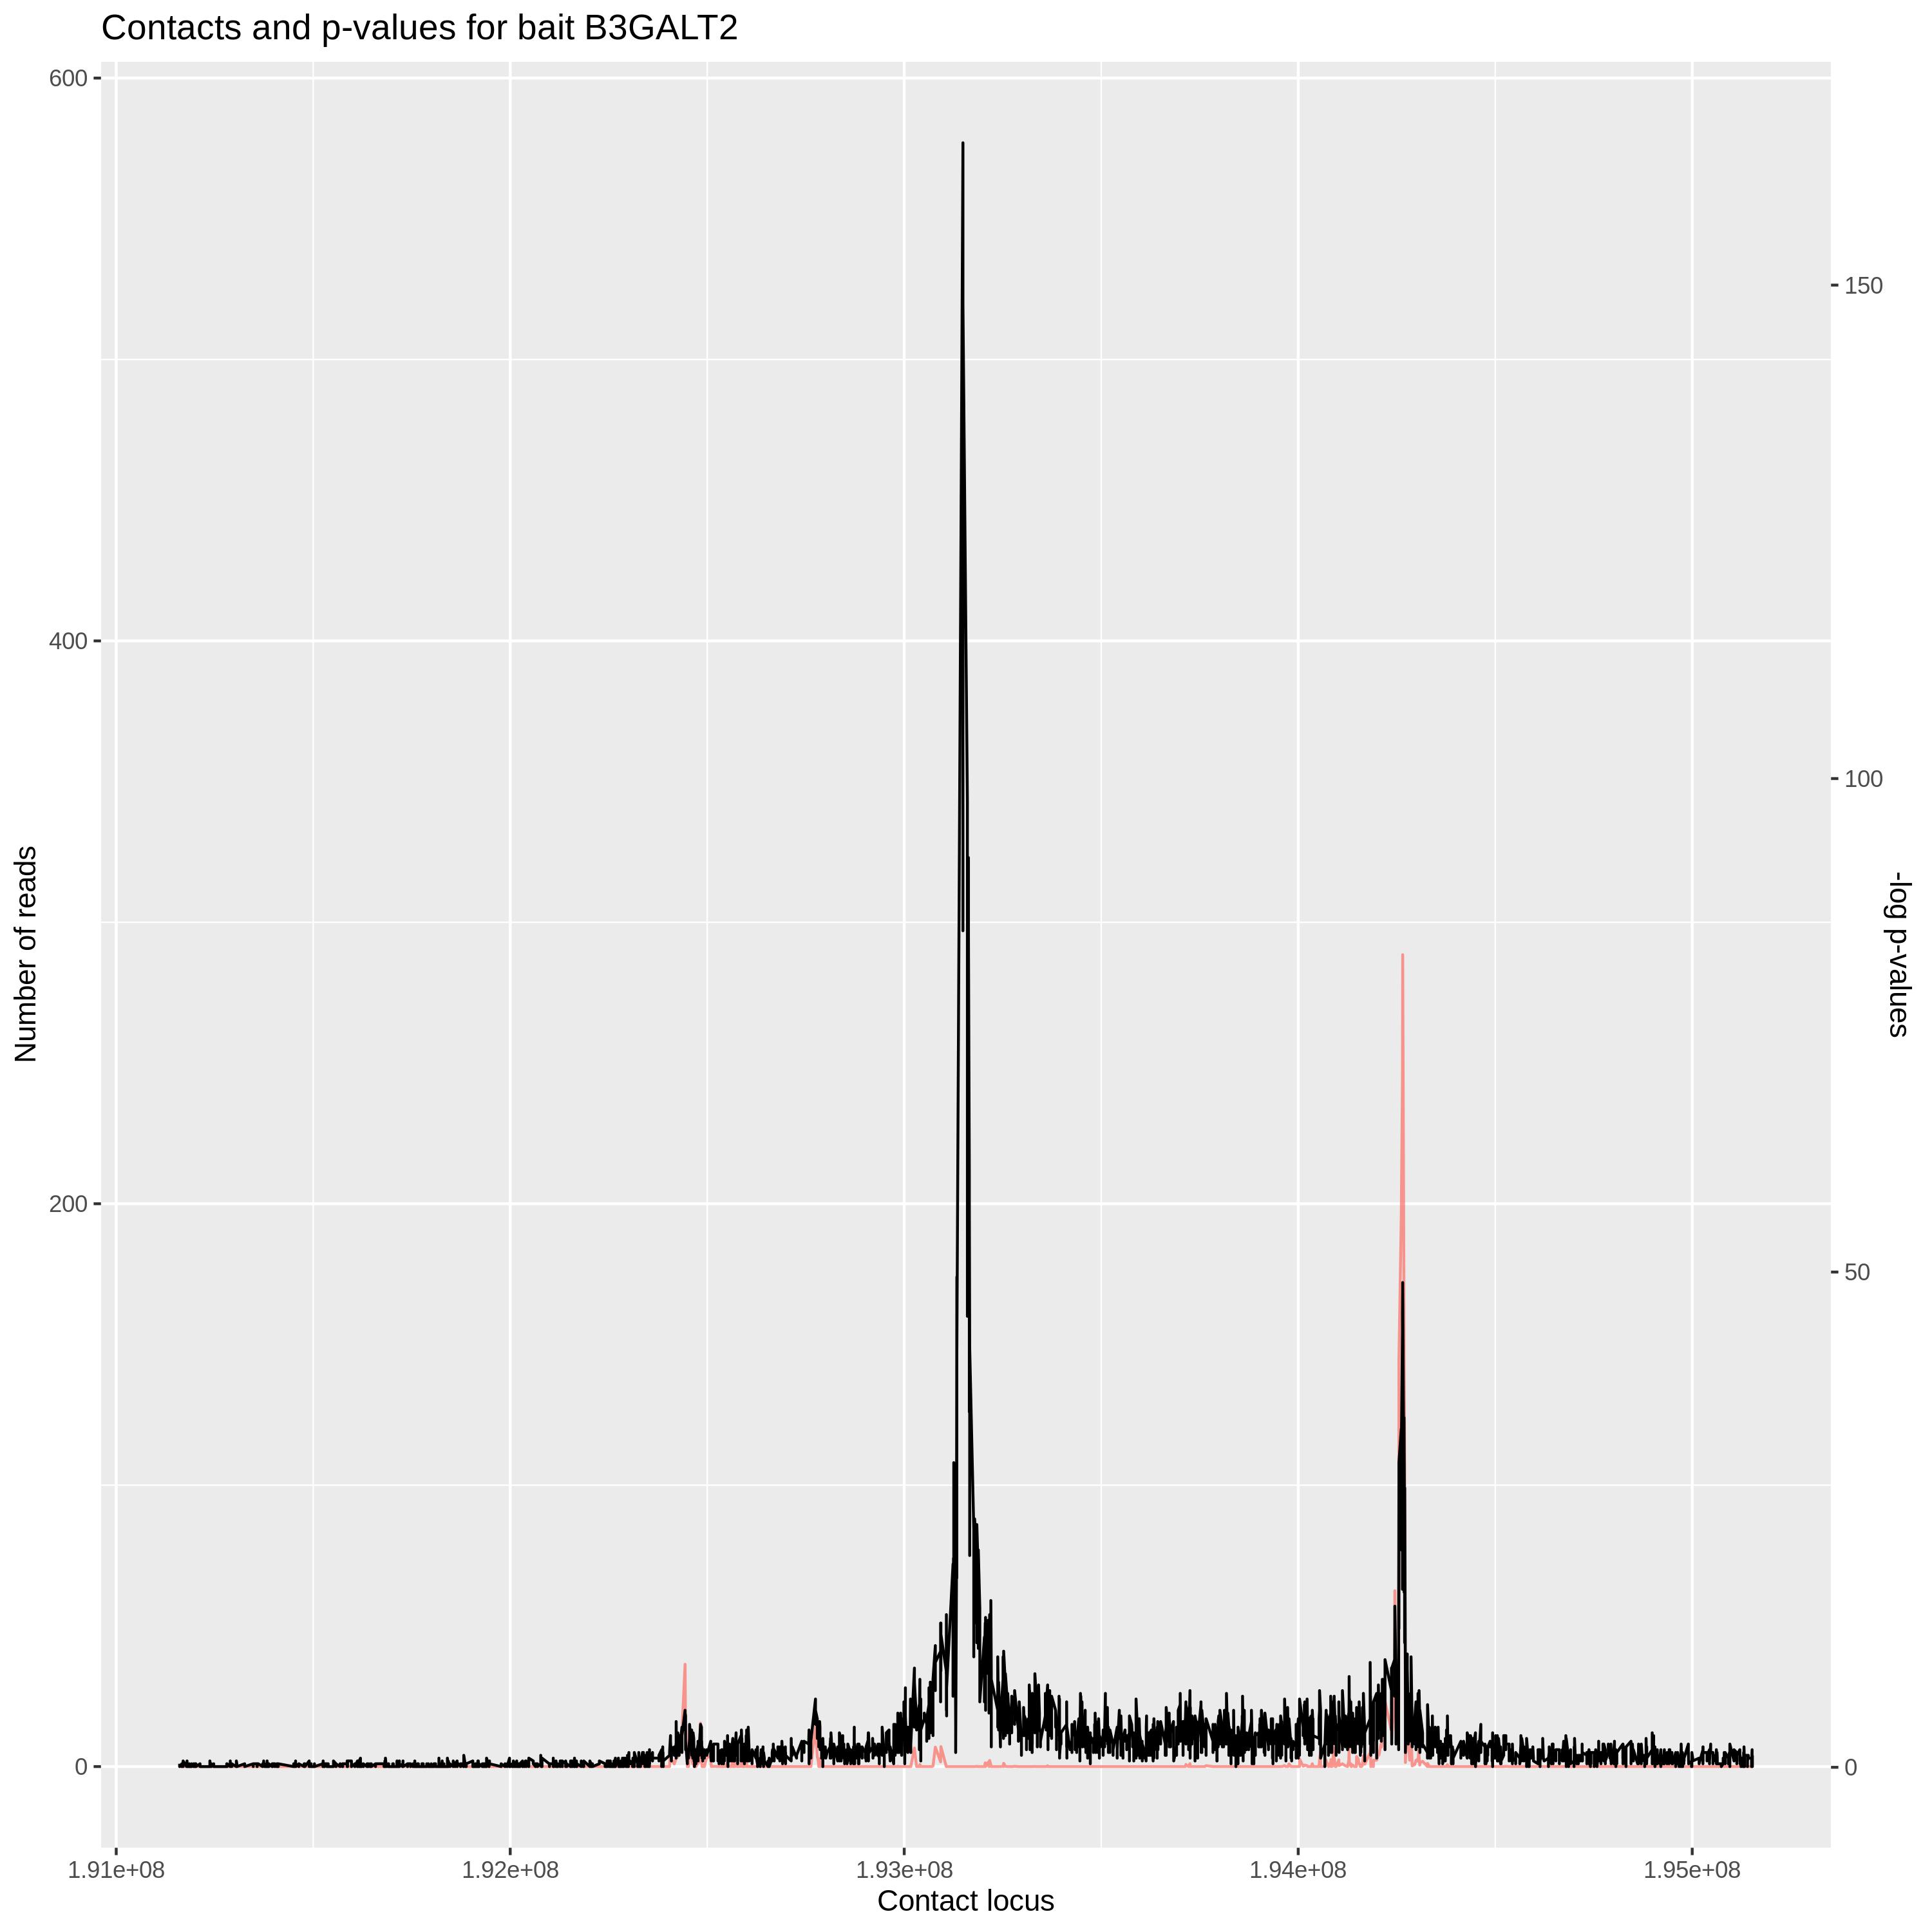 Contacts and p-values for bait B3GALT2
600
400
200
0
Number of reads
150
100
50
0
-log p-values
1.91e+08
1.92e+08
1.93e+08
1.94e+08
1.95e+08
Contact locus